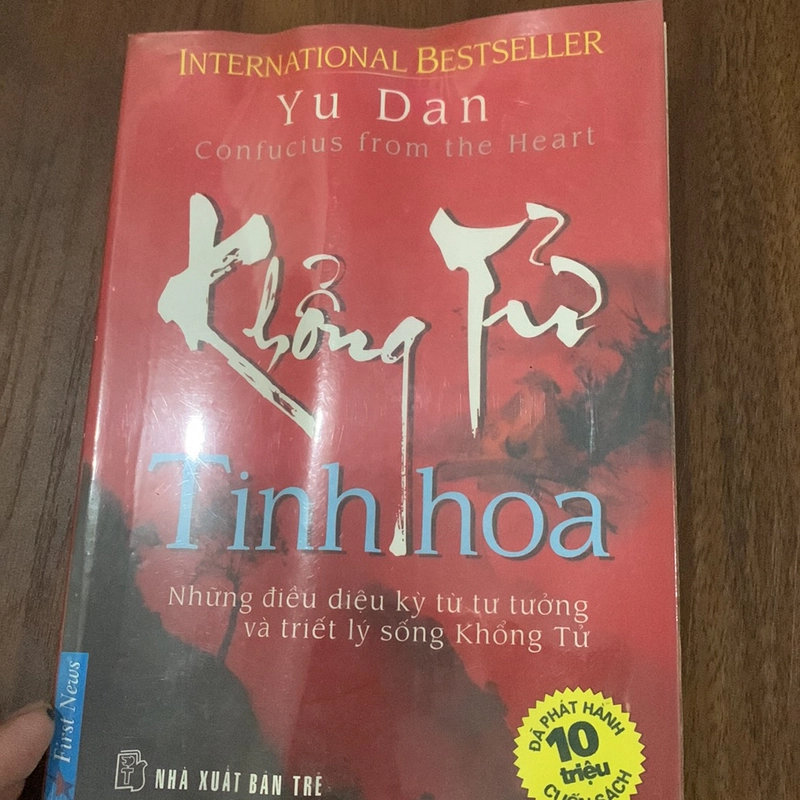 INTERNATIONAL BESTSELLER
Yu Dan
Confucius from the Heart
Khổng Tử
Tinh hoa
Những điều diệu kỳ từ tư tưởng
và triết lý sống Khổng Tử
First News
NHÀ XUẤT BẢN TRẺ
ĐÃ PHÁT HÀNH
10
triệu
CUỐN SÁCH